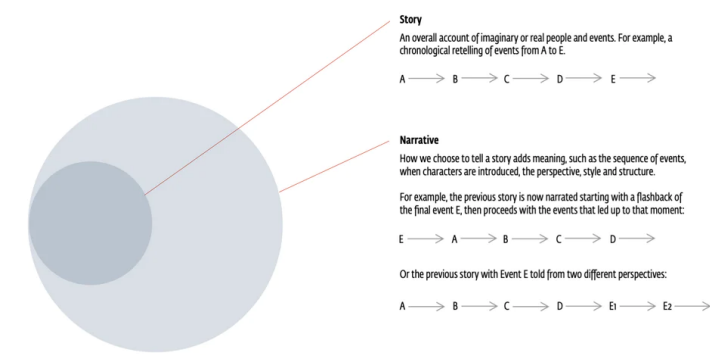 Story
An overall account of imaginary or real people and events. For example, a
chronological retelling of events from A to E.
A B C D E
Narrative
How we choose to tell a story adds meaning, such as the sequence of events,
when characters are introduced, the perspective, style and structure.
For example, the previous story is now narrated starting with a flashback of
the final event E, then proceeds with the events that led up to that moment:
E A B C D
Or the previous story with Event E told from two different perspectives:
A B C D E1 E2